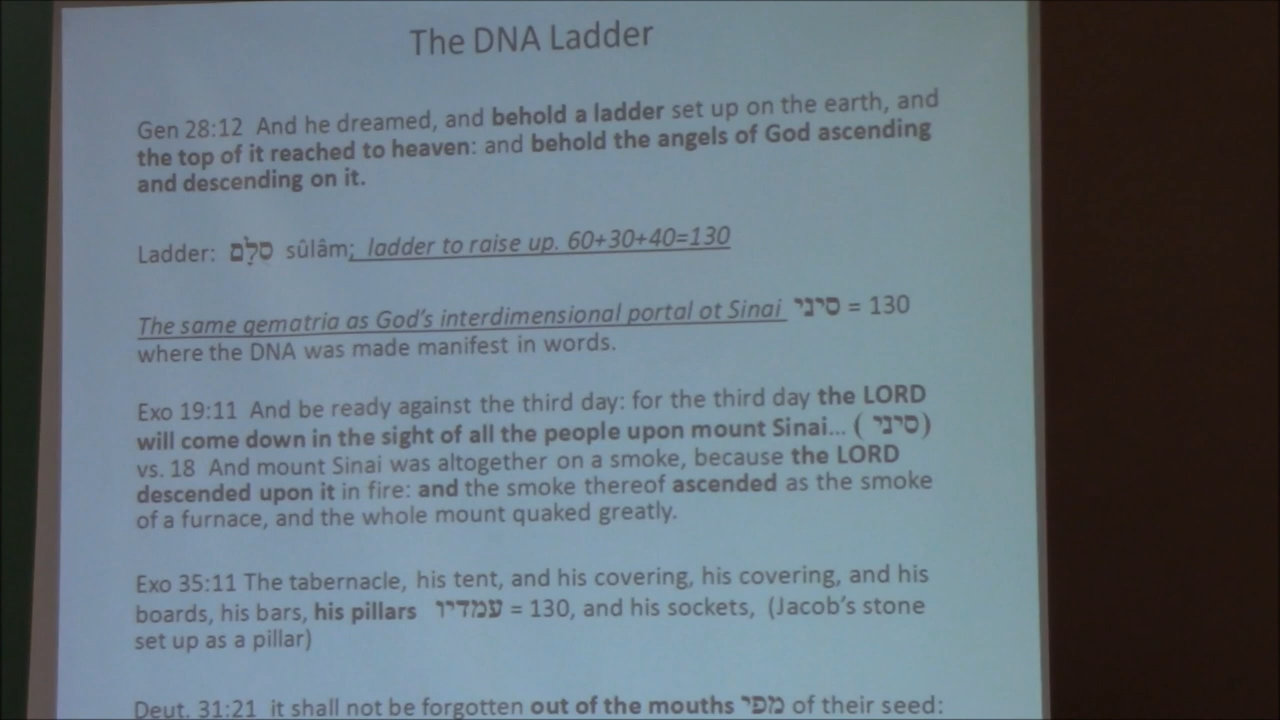 The DNA Ladder
Gen 28:12 And he dreamed, and behold a ladder set up on the earth, and
the top of it reached to heaven: and behold the angels of God ascending
and descending on it.
Ladder: סֻלָּם sûlâm; ladder to raise up. 60+30+40=130
The same gematria as God's interdimensional portal at Sinai סיני = 130
where the DNA was made manifest in words.
Exo 19:11 And be ready against the third day: for the third day the LORD
will come down in the sight of all the people upon mount Sinai... ( סיני)
vs. 18 And mount Sinai was altogether on a smoke, because the LORD
descended upon it in fire: and the smoke thereof ascended as the smoke
of a furnace, and the whole mount quaked greatly.
Exo 35:11 The tabernacle, his tent, and his covering, his covering, and his
boards, his bars, his pillars עמדיו = 130, and his sockets, (Jacob's stone
set up as a pillar)
Deut. 31:21 it shall not be forgotten out of the mouths מפי of their seed: